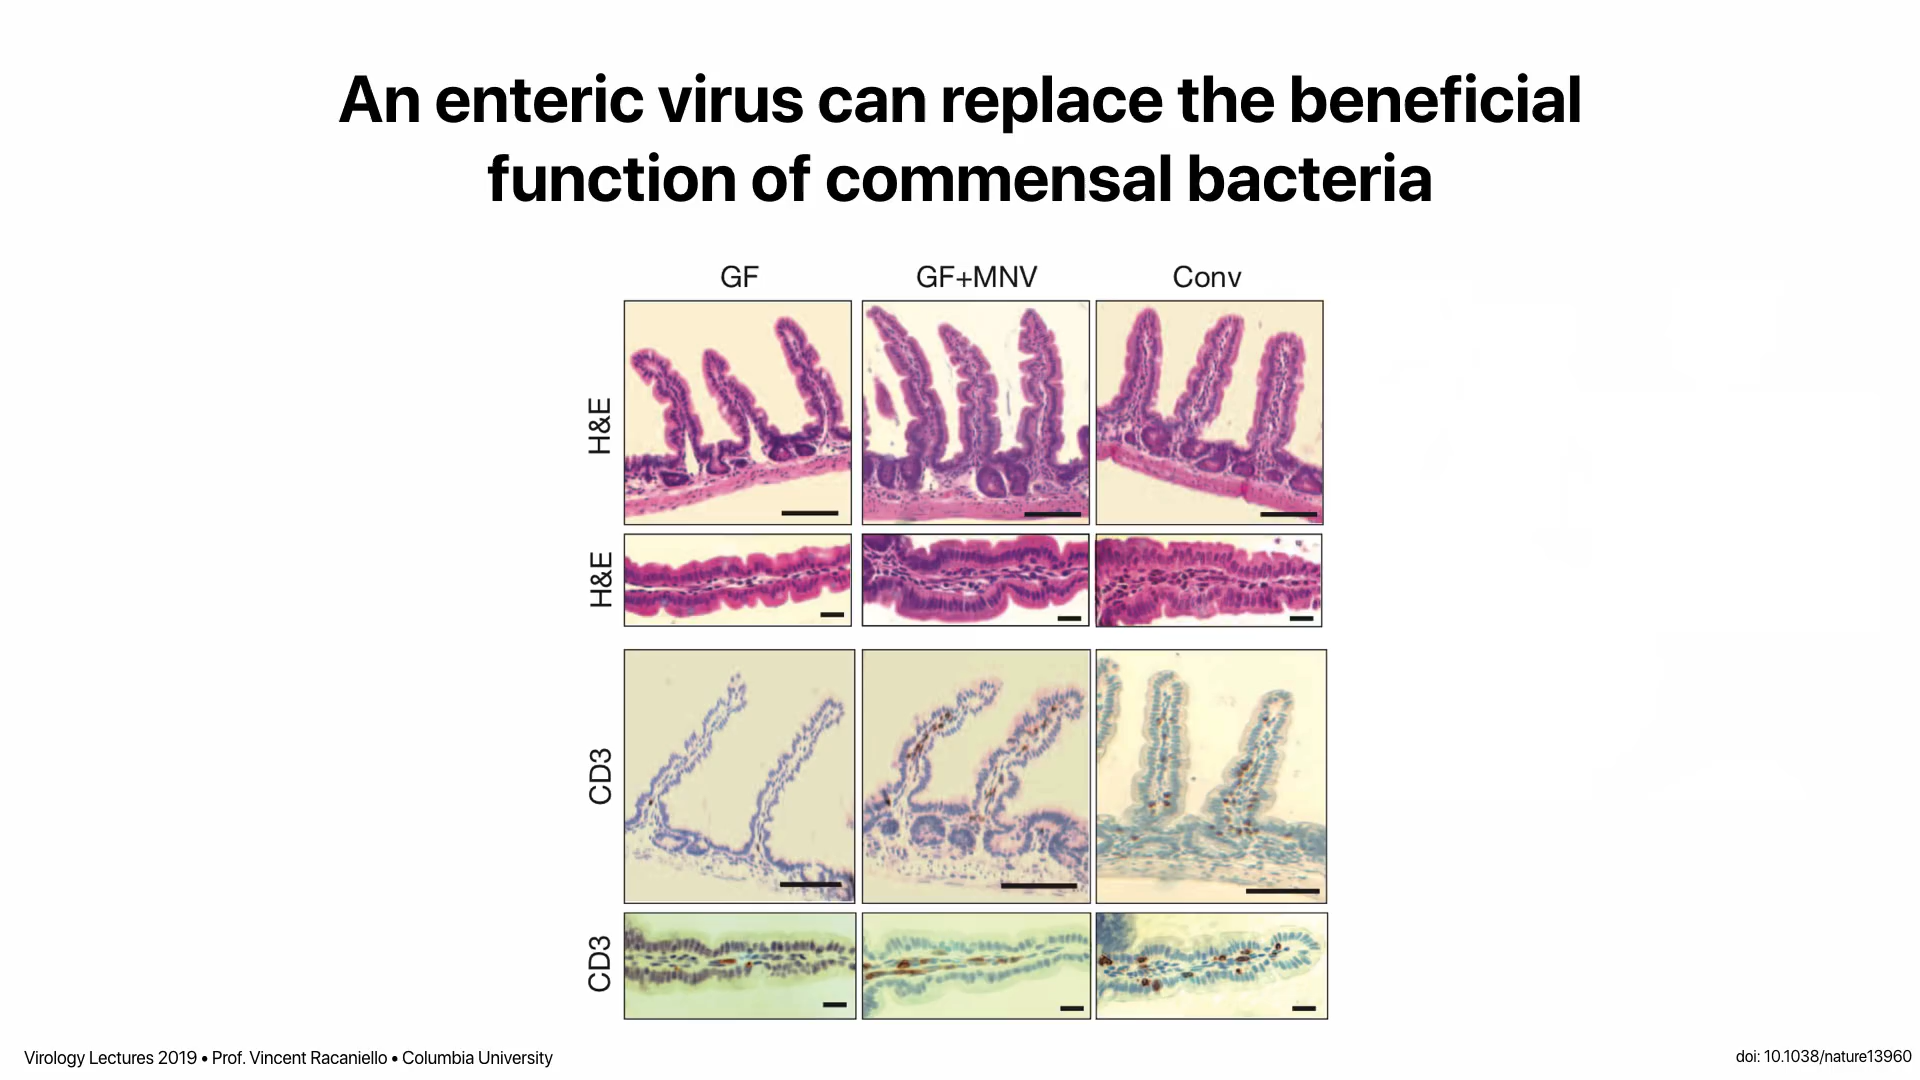 An enteric virus can replace the beneficial
function of commensal bacteria
GF
GF+MNV
Conv
H&E
H&E
CD3
CD3
Virology Lectures 2019 • Prof. Vincent Racaniello • Columbia University
doi: 10.1038/nature13960